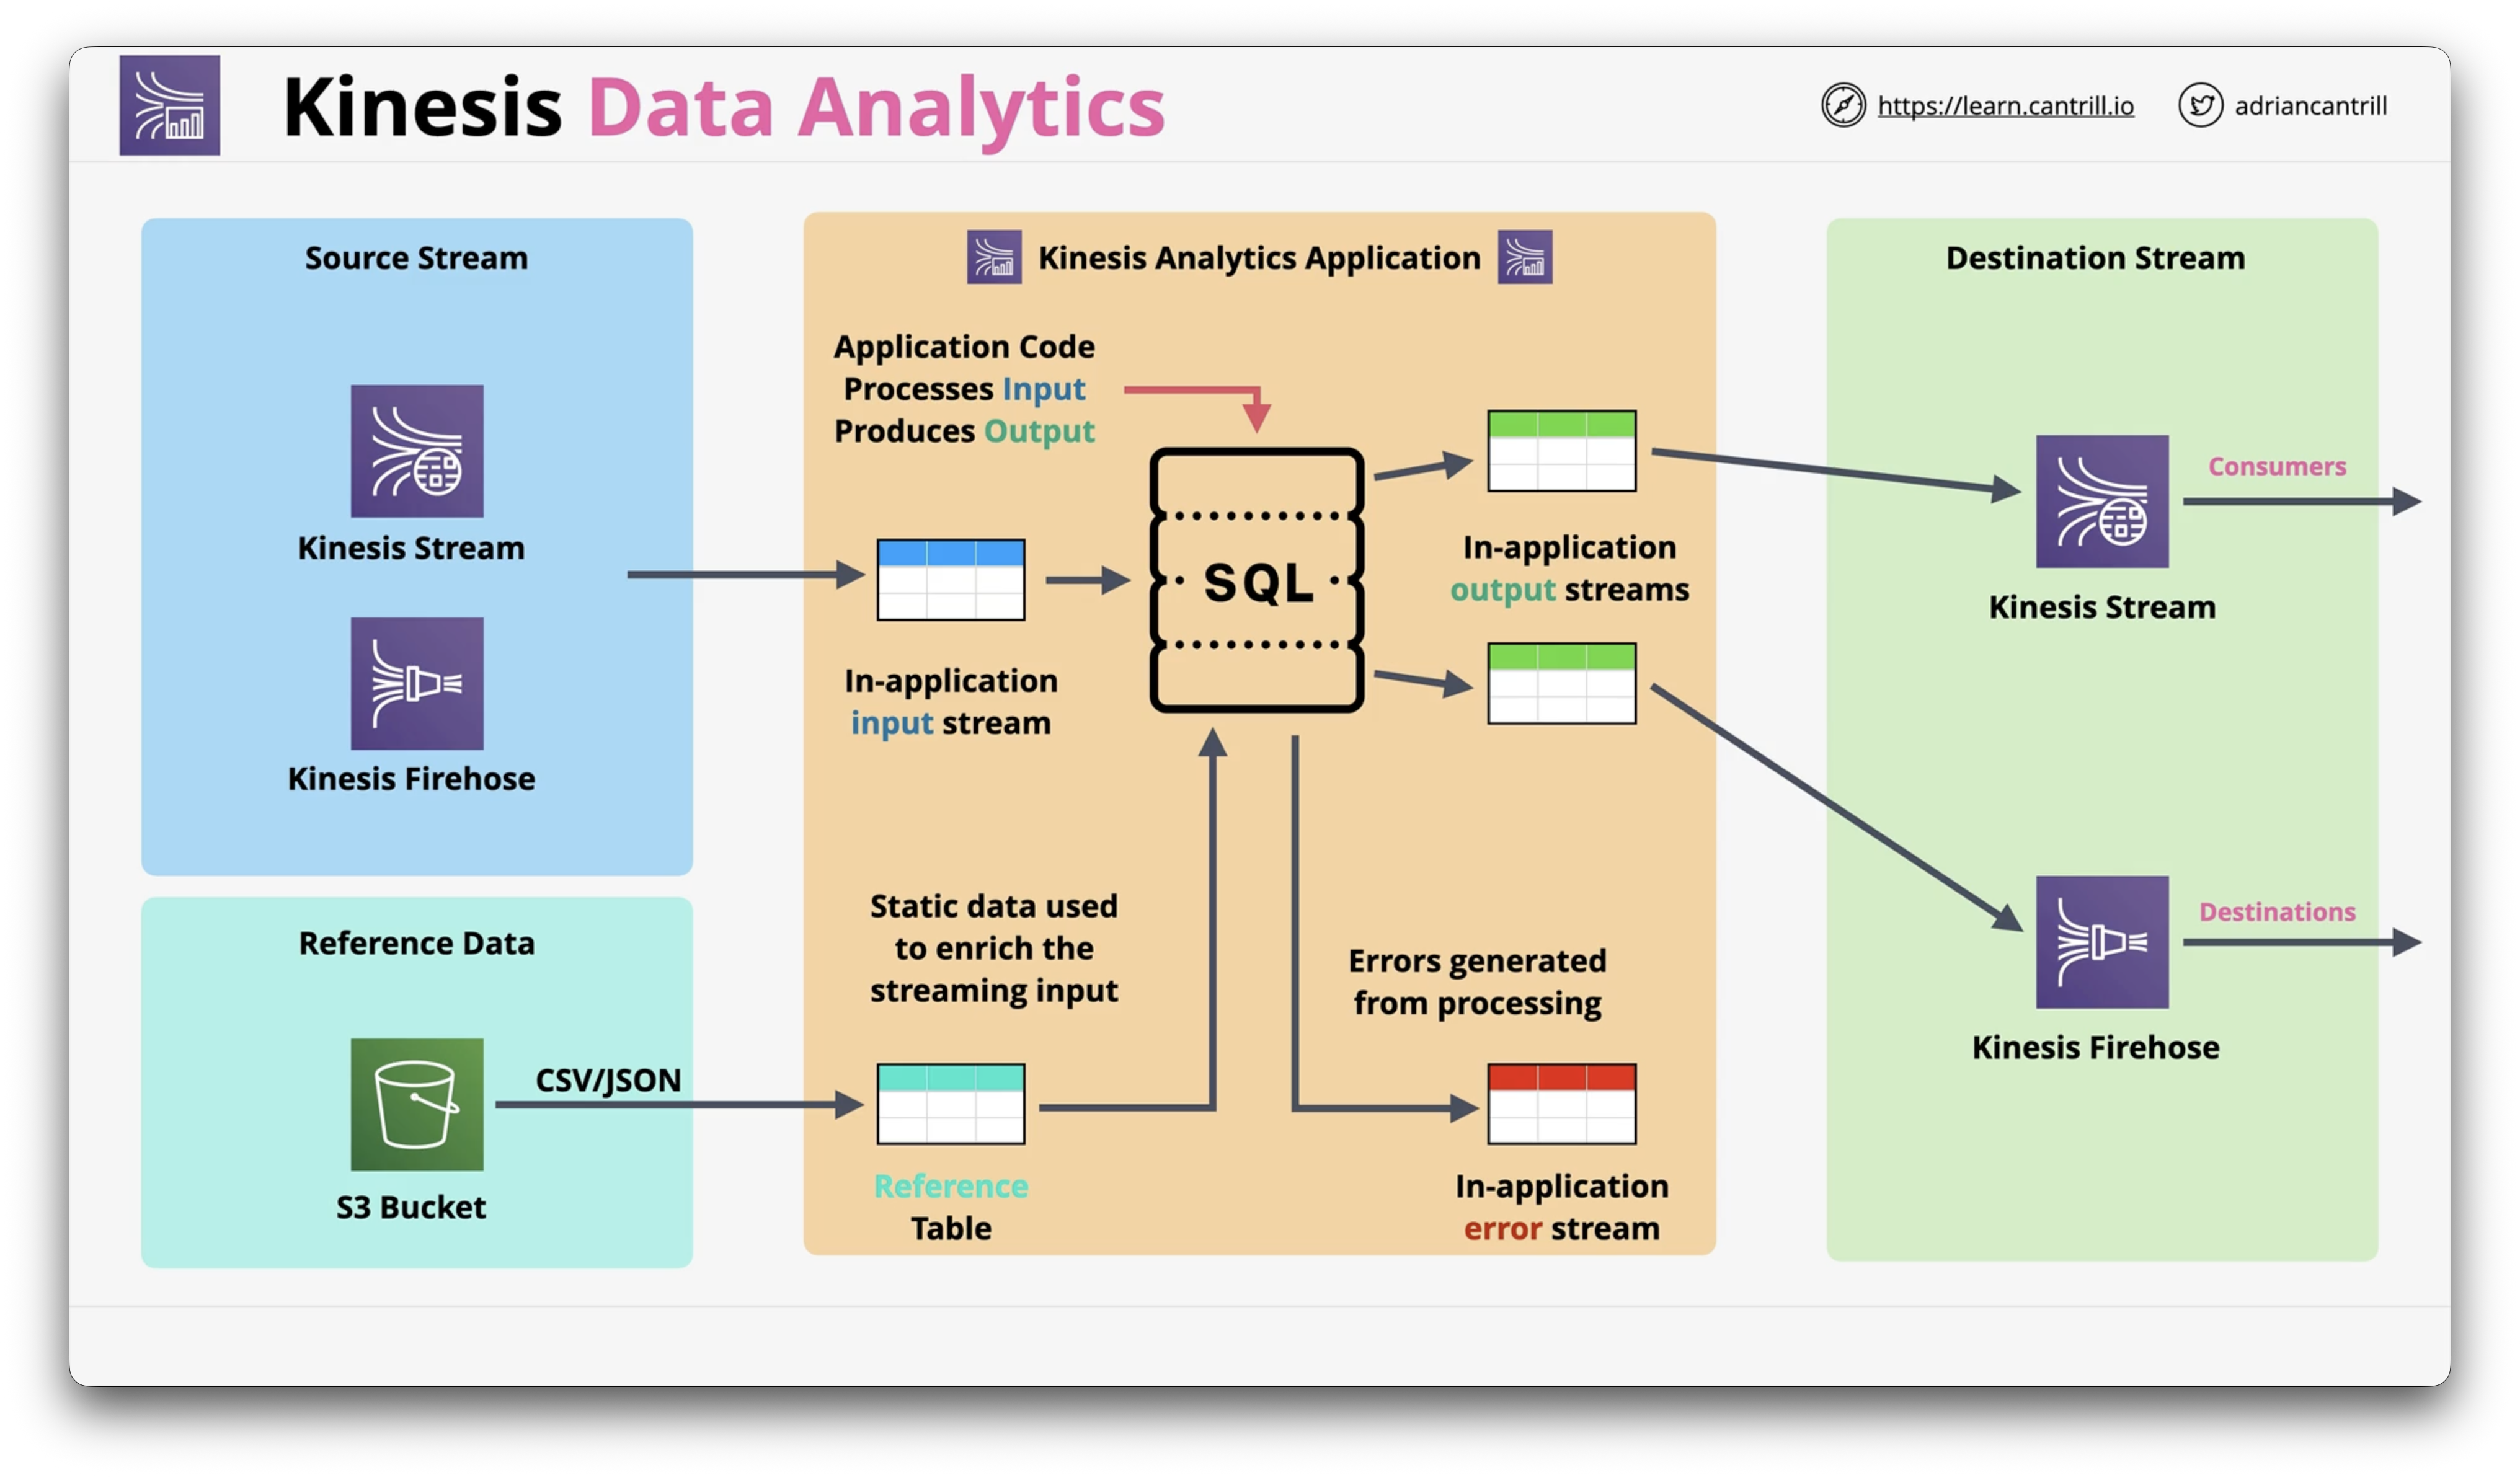 Kinesis Data Analytics
https://learn.cantrill.io
adriancantrill
Source Stream
Kinesis Stream
Kinesis Firehose
Reference Data
CSV/JSON
S3 Bucket
Kinesis Analytics Application
Application Code
Processes Input
Produces Output
In-application
input stream
SQL
In-application
output streams
Static data used
to enrich the
streaming input
Reference
Table
Errors generated
from processing
In-application
error stream
Destination Stream
Consumers
Kinesis Stream
Destinations
Kinesis Firehose